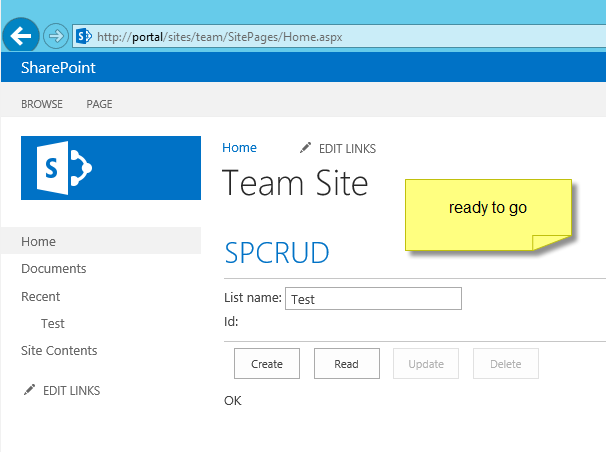 http://portal/sites/team/SitePages/Home.aspx
SharePoint
BROWSE PAGE
S
Home EDIT LINKS
Team Site
ready to go
Home
Documents
Recent
Test
Site Contents
EDIT LINKS
SPCRUD
List name: Test
Id:
Create Read Update Delete
OK